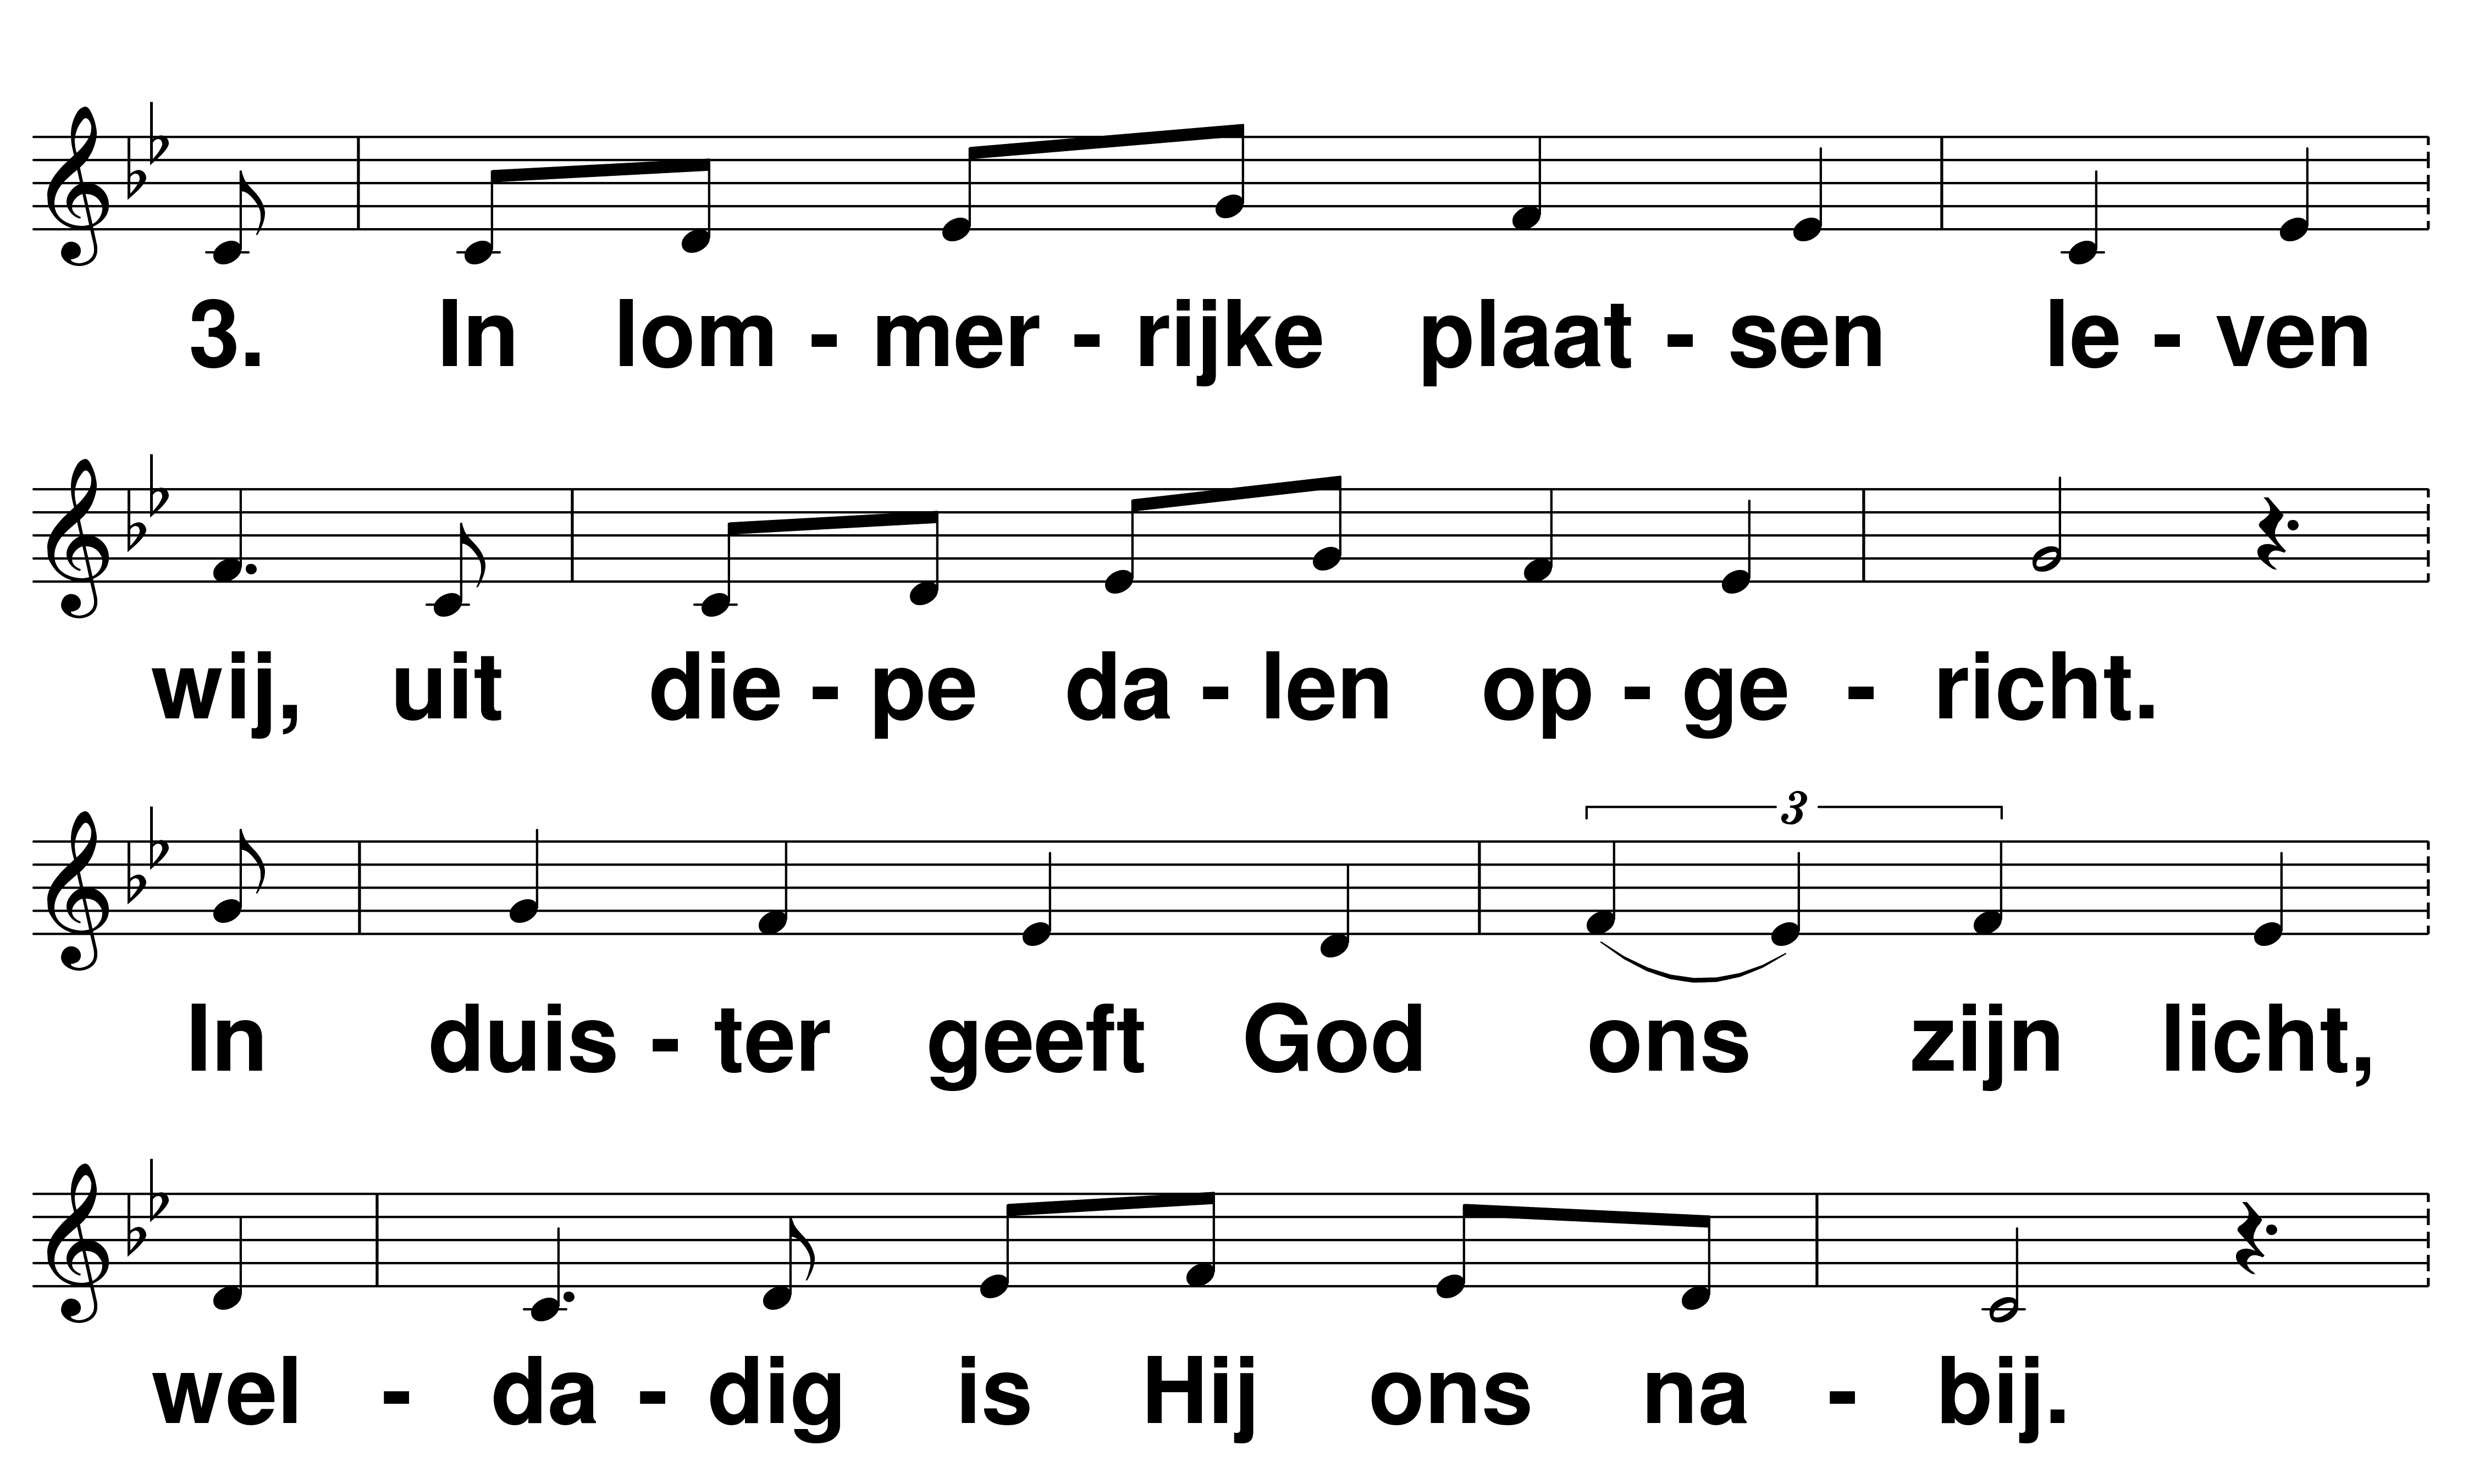 3. In lom - mer - rijke plaat - sen le - ven
wij, uit die - pe da - len op - ge - richt.
3
In duis - ter geeft God ons zijn licht,
wel - da - dig is Hij ons na - bij.